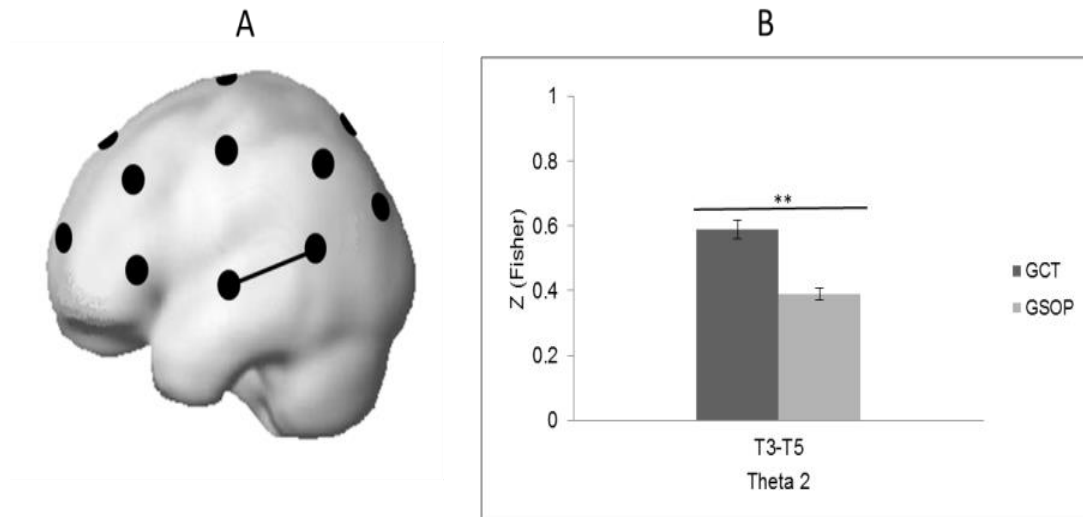 A
B
1
0.8
0.6
0.4
0.2
0
Z (Fisher)
**
GCT
GSOP
T3-T5
Theta 2